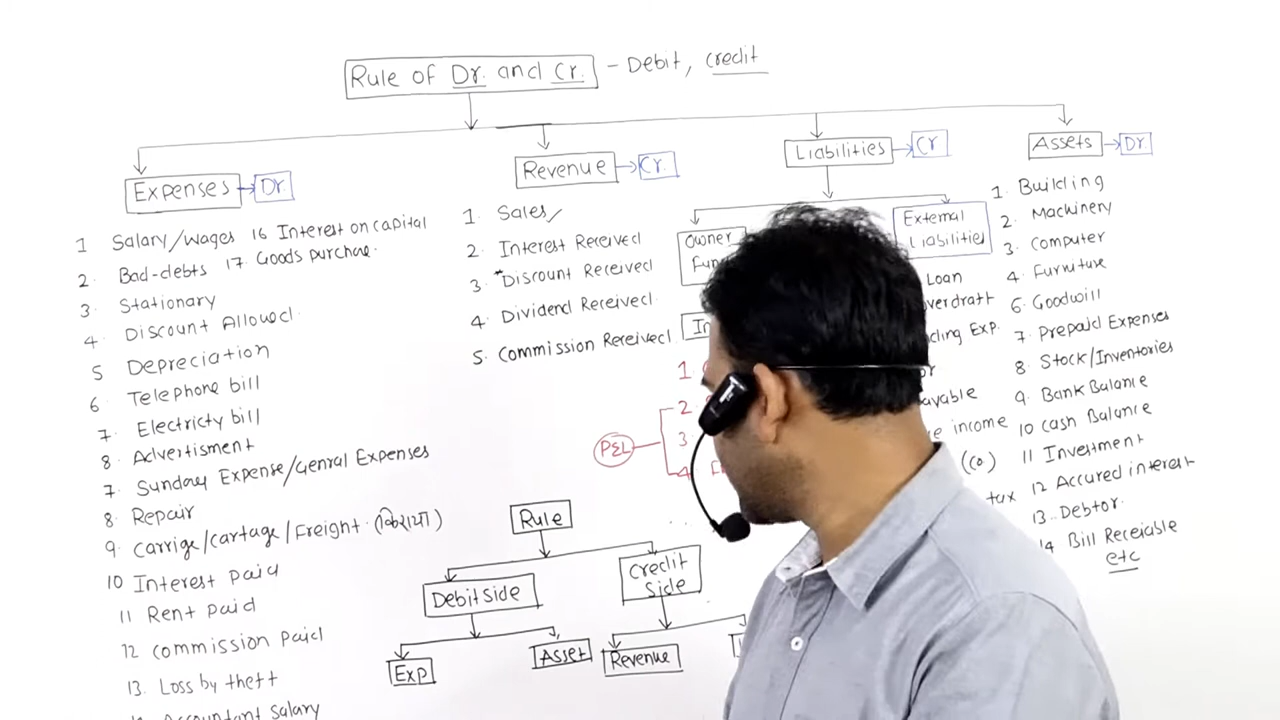 Rule of Dr. and Cr. - Debit, credit
Expenses → Dr.
1 Salary/wages 16 Interest on capital
2. Bad-debts 17. Goods purchase.
3 Stationary
4 Discount Allowed.
5 Depreciation
6 Telephone bill
7. Electricty bill
8. Advertisment
7. Sunday Expense/Genral Expenses
8. Repair
9. Carrige/cartage/Freight. (किराया)
10 Interest paid
11 Rent paid
12 commission paid
13. Loss by theft
Accountant Salary
Revenue → Cr.
1. Sales/
2. Interest Received
3. Discount Received
4. Dividend Received.
5. Commission Received
Liabilities → Cr
Owner
External Liabilities
Loan
Exp.
income
(co)
tax
1
2
3
4
P&L
Assets → Dr.
1. Building
2. Machinery
3. Computer
4. Furniture
6. Goodwill
7. Prepaid Expenses
8. Stock/Inventories
9. Bank Balance
10 cash Balance
11 Investment
12 Accured interest
13.. Debtor.
14 Bill Receiable
etc
Rule
Debit side
Credit Side
Exp
Asset
Revenue